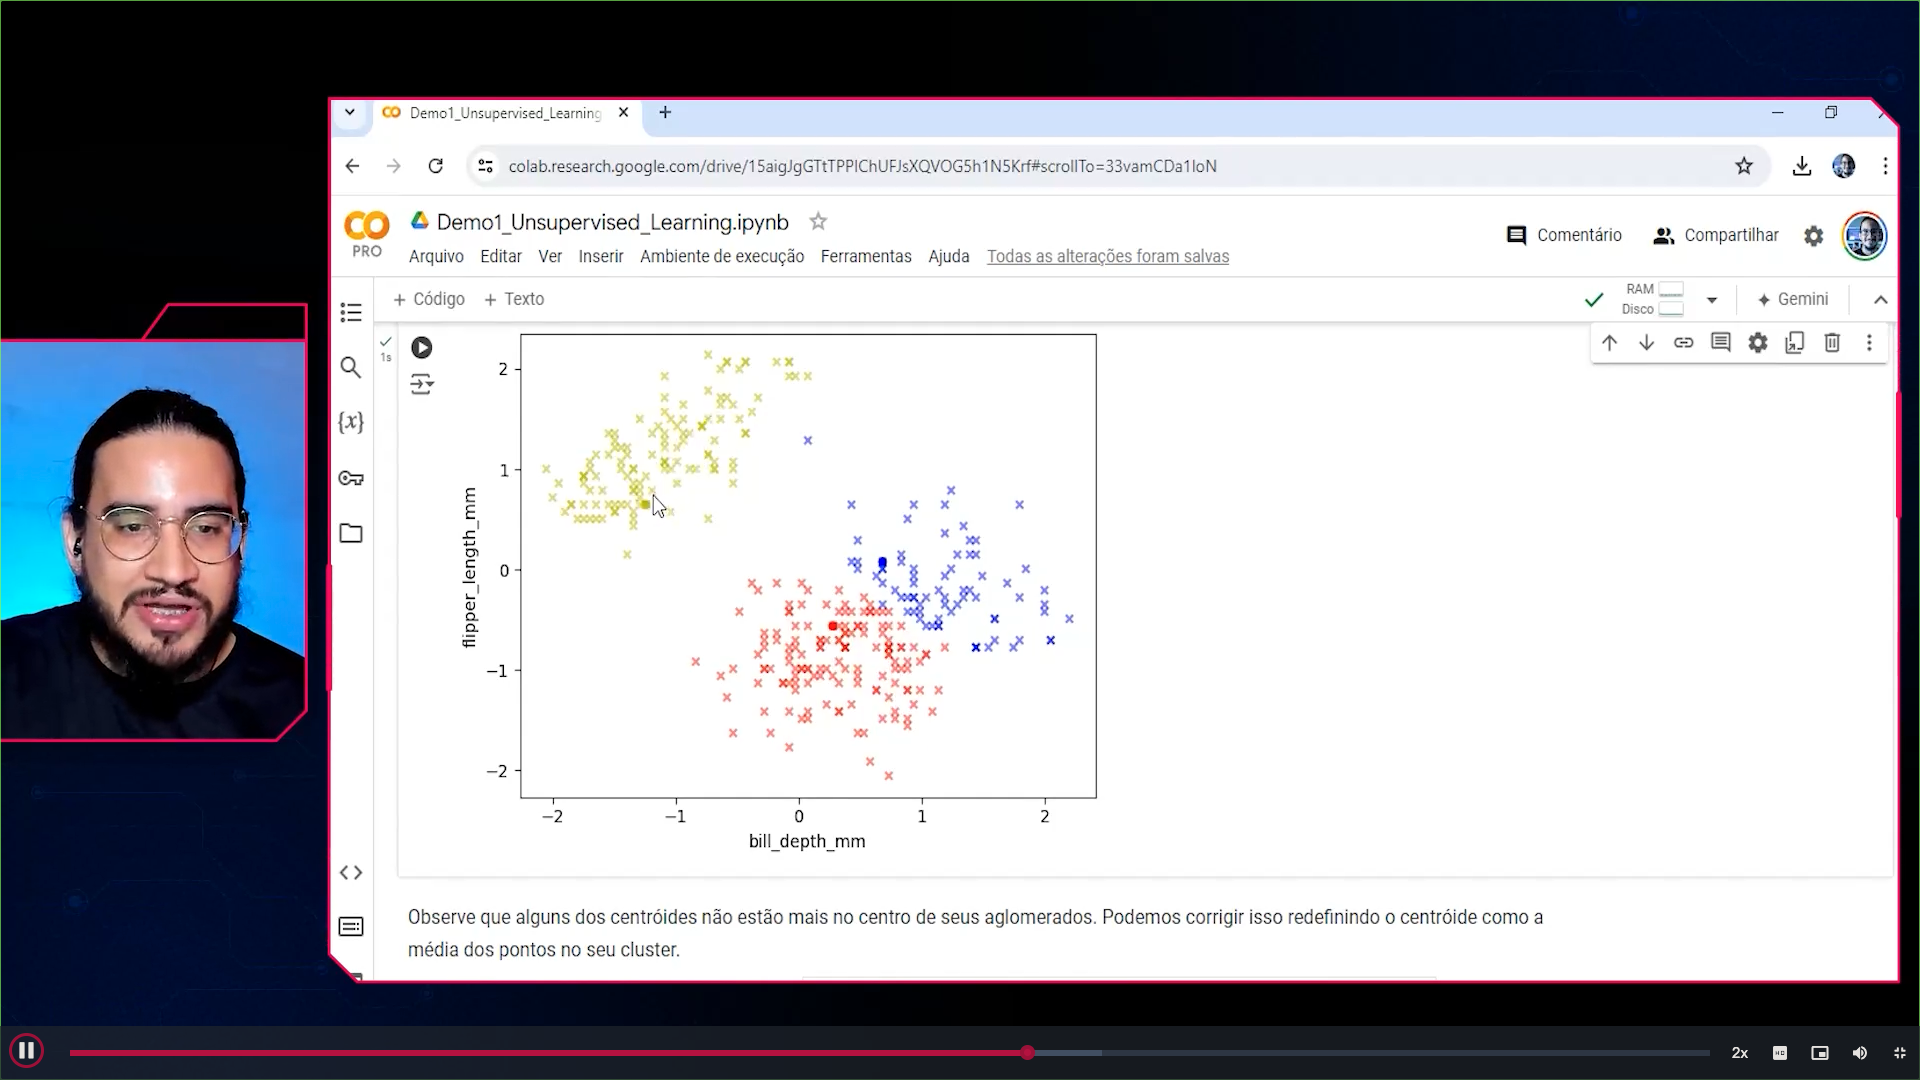 Demo1_Unsupervised_Learning
colab.research.google.com/drive/15aigJgGTtTPPIChUFJsXQVOG5h1N5Krf#scrollTo=33vamCDa1IoN
CO
PRO
Demo1_Unsupervised_Learning.ipynb
Comentário
Compartilhar
Arquivo Editar Ver Inserir Ambiente de execução Ferramentas Ajuda Todas as alterações foram salvas
+ Código + Texto
RAM
Disco
Gemini
1s
{x}
flipper_length_mm
2
1
0
−1
−2
−2 −1 0 1 2
bill_depth_mm
Observe que alguns dos centróides não estão mais no centro de seus aglomerados. Podemos corrigir isso redefinindo o centróide como a
média dos pontos no seu cluster.
2x
HD